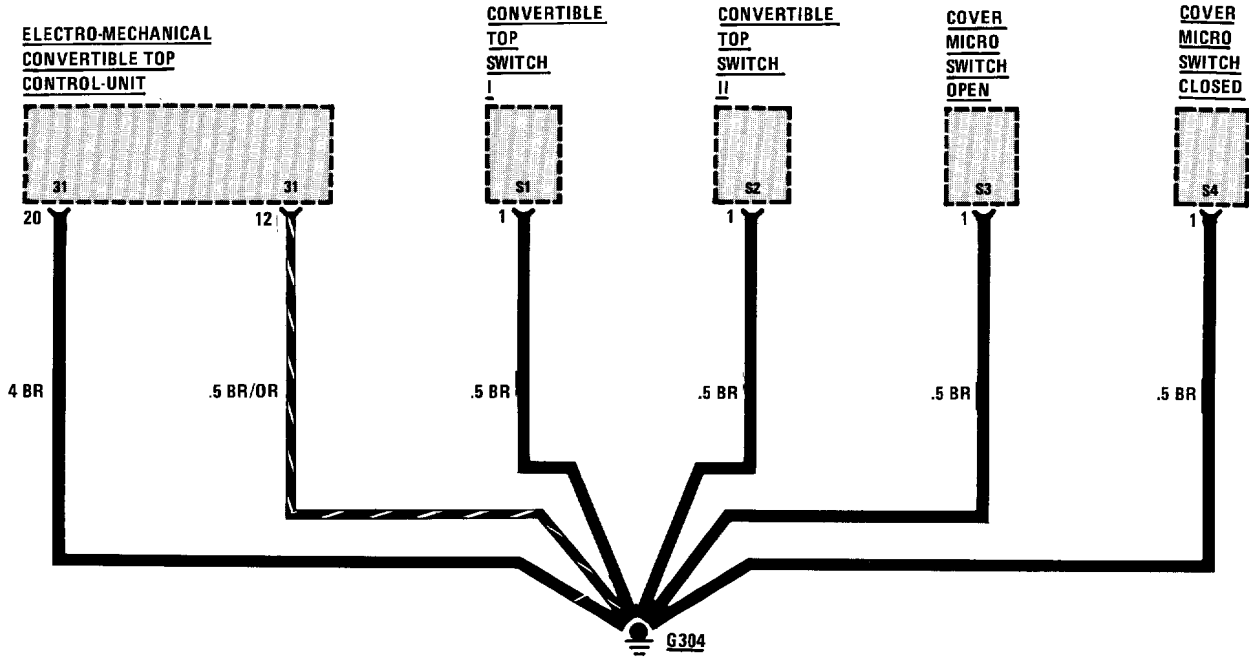 ELECTRO-MECHANICAL
CONVERTIBLE TOP
CONTROL-UNIT
CONVERTIBLE
TOP
SWITCH
I
CONVERTIBLE
TOP
SWITCH
II
COVER
MICRO
SWITCH
OPEN
COVER
MICRO
SWITCH
CLOSED
31
31
S1
S2
S3
S4
20
12
1
1
1
1
4 BR
.5 BR/OR
.5 BR
.5 BR
.5 BR
.5 BR
G304